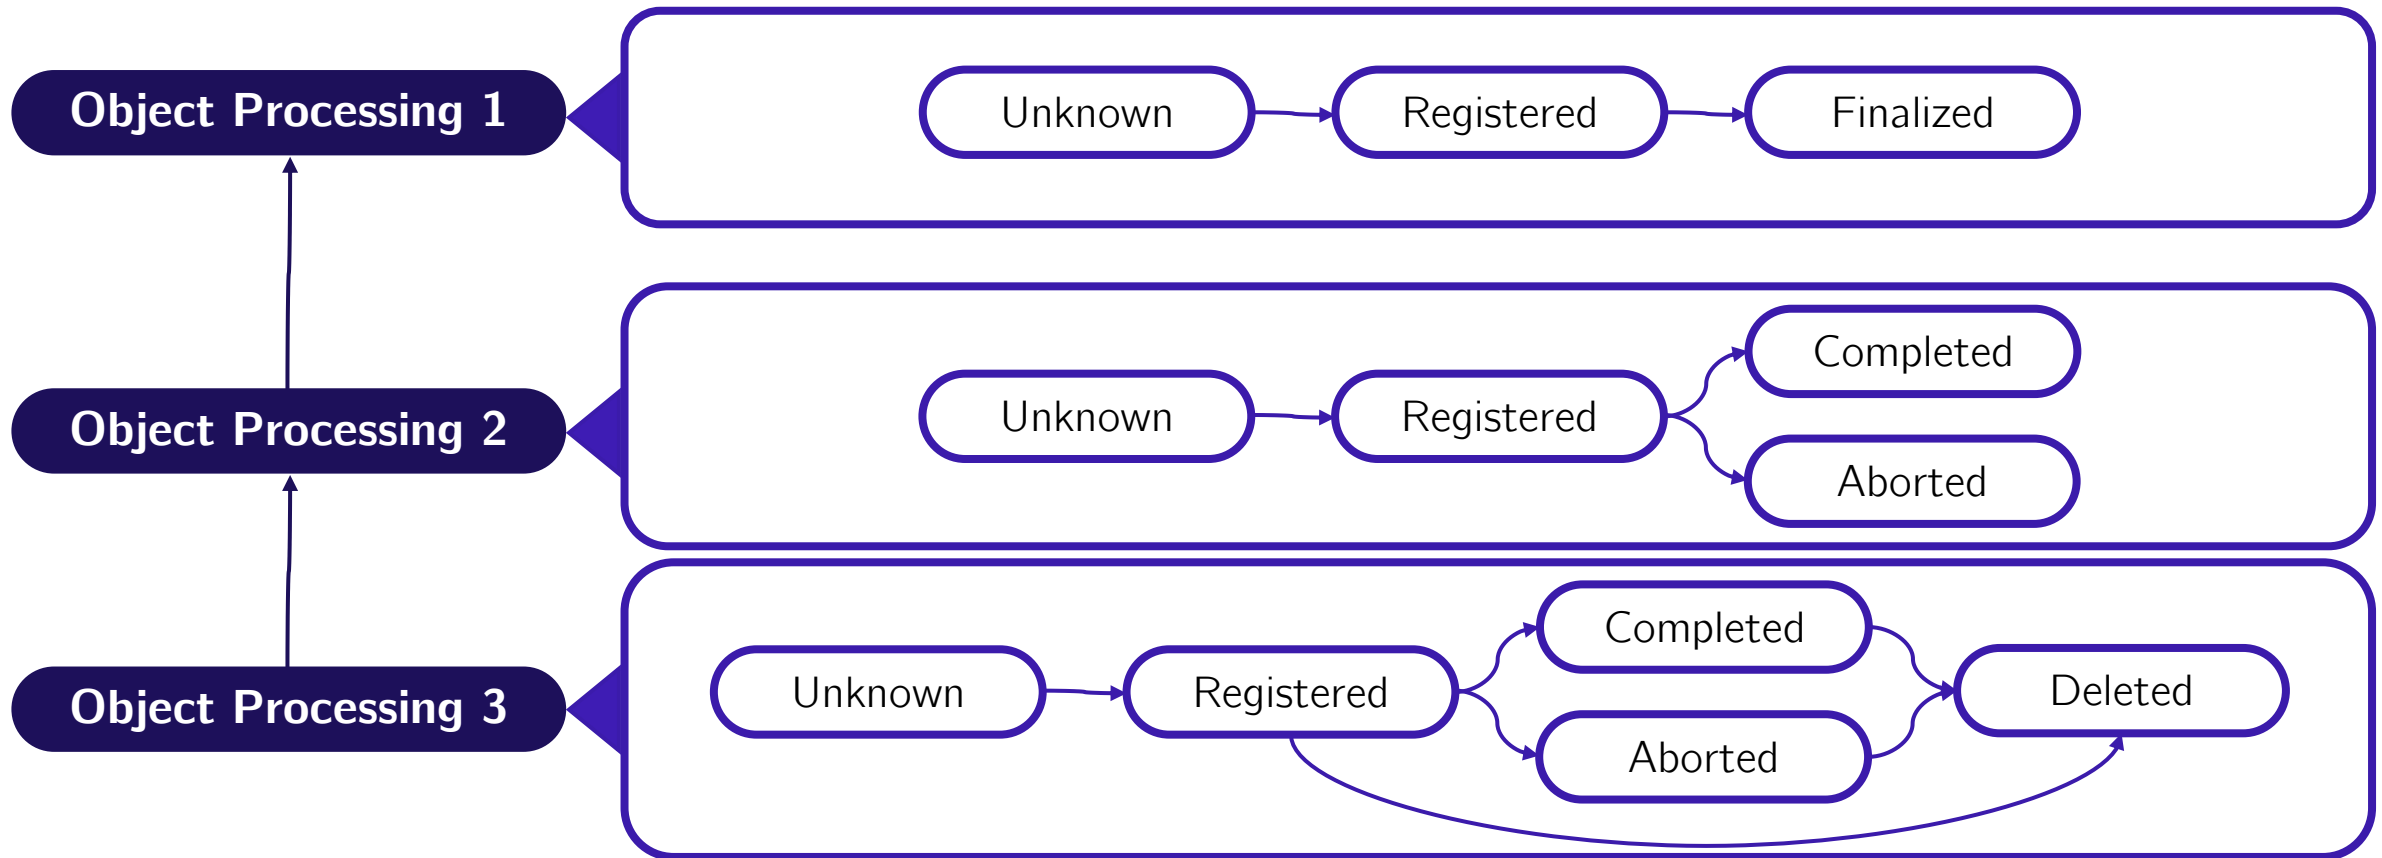 Object Processing 1
Unknown
Registered
Finalized
Object Processing 2
Unknown
Registered
Completed
Aborted
Object Processing 3
Unknown
Registered
Completed
Aborted
Deleted